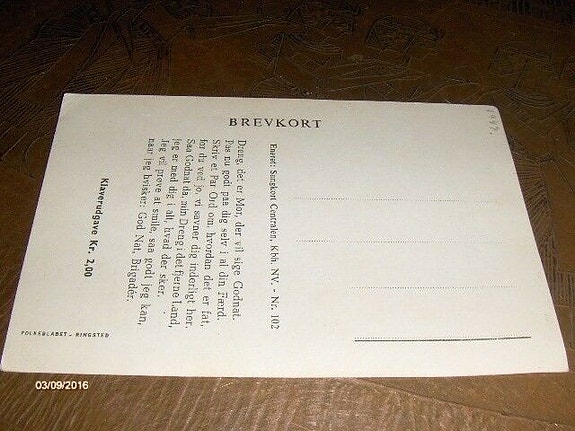 BREVKORT
Eneret: Sangkort Centralen, Kbh. NV. - Nr. 102
Dreng det er Mor, der vil sige Godnat.
Pas nu godt paa dig selv i al din Færd.
Skriv et Par Ord om, hvordan det er fat,
for du ved jo, vi savner dig inderligt her.
Saa Godnat da, min Dreng i det fjerne Land,
jeg er med dig i alt, hvad der sker.
Jeg vil prøve at smile, saa godt jeg kan,
naar jeg hvisker: God Nat, Brigadér.
Klaverudgave Kr. 2,00
FOLKEBLADET - RINGSTED
03/09/2016